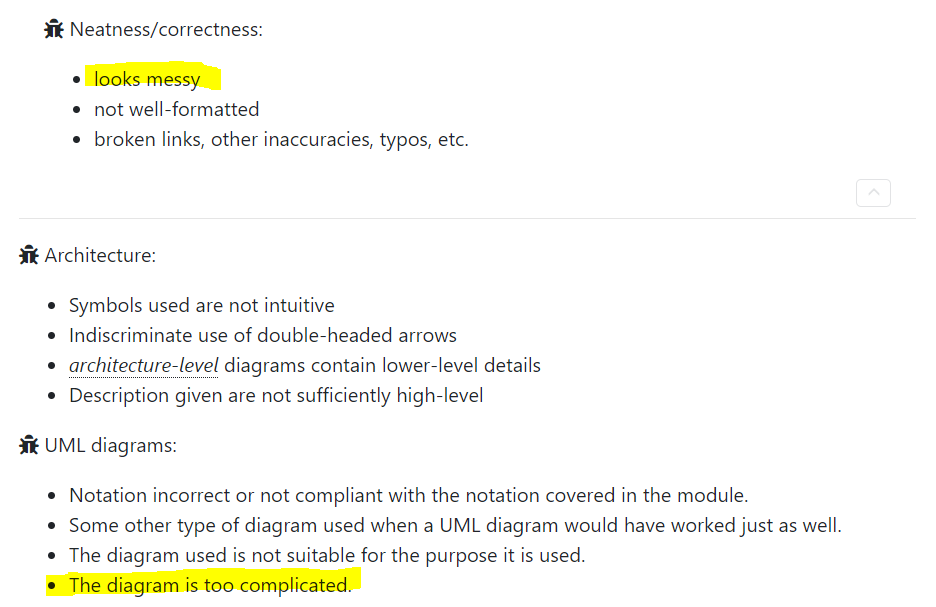 Neatness/correctness:
looks messy
not well-formatted
broken links, other inaccuracies, typos, etc.
Architecture:
Symbols used are not intuitive
Indiscriminate use of double-headed arrows
architecture-level diagrams contain lower-level details
Description given are not sufficiently high-level
UML diagrams:
Notation incorrect or not compliant with the notation covered in the module.
Some other type of diagram used when a UML diagram would have worked just as well.
The diagram used is not suitable for the purpose it is used.
The diagram is too complicated.